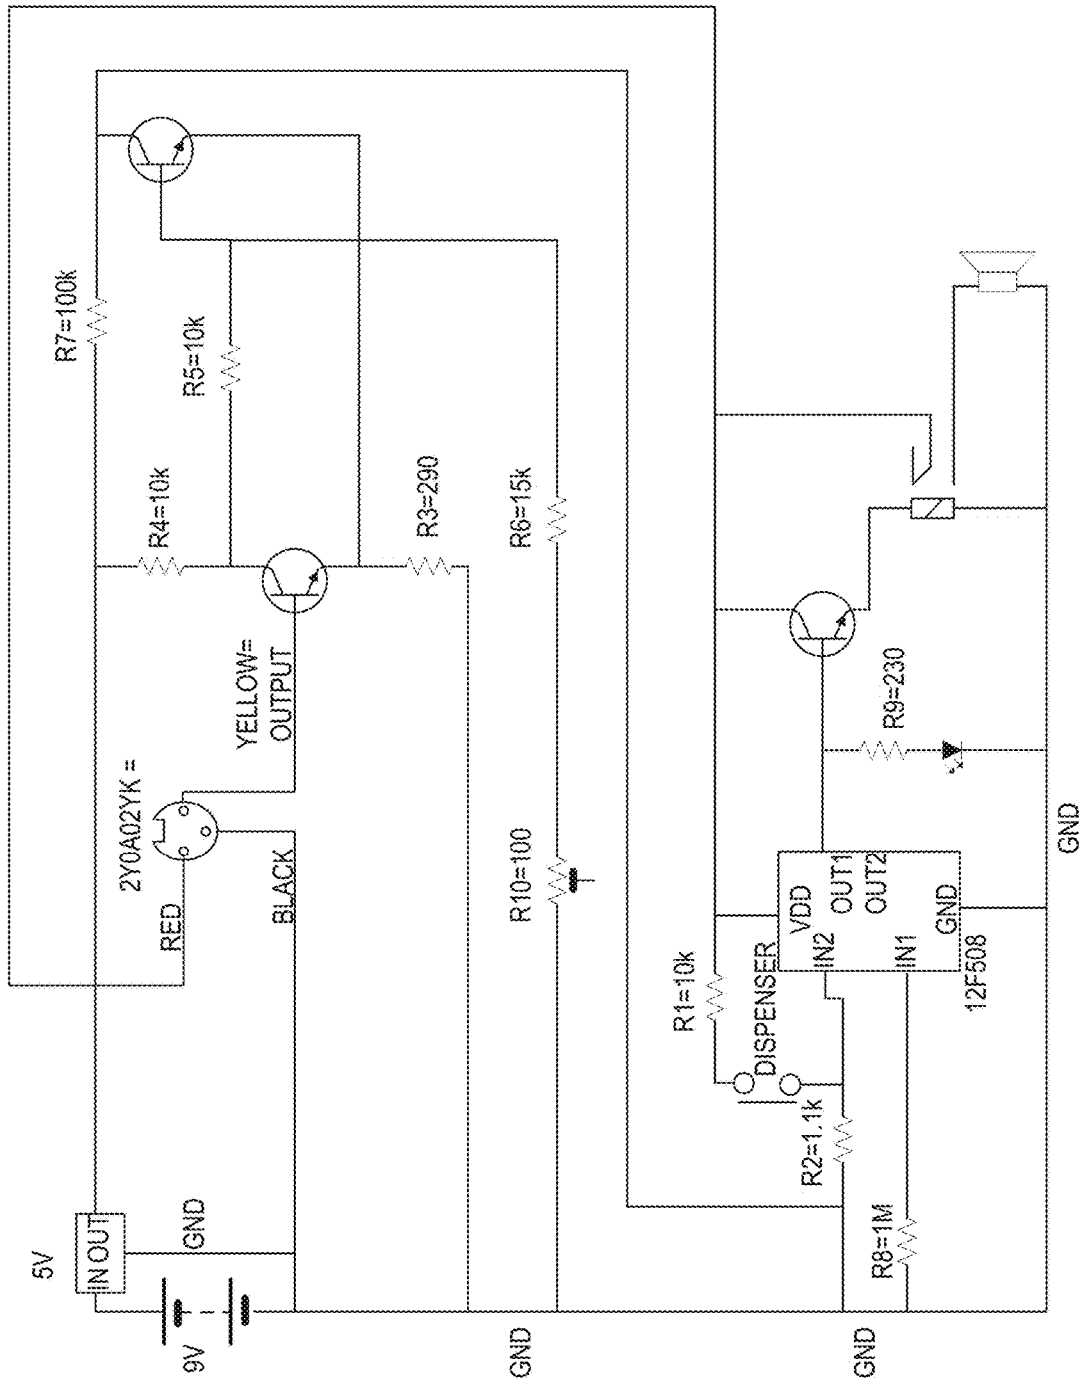 5V
IN OUT
9V
GND
RED
2Y0A02YK =
BLACK
YELLOW=
OUTPUT
R7=100k
R4=10k
R5=10k
R3=290
R6=15k
R10=100
GND
R1=10k
DISPENSER
R2=1.1k
R8=1M
GND
VDD
IN2
OUT1
OUT2
IN1
GND
12F508
R9=230
GND